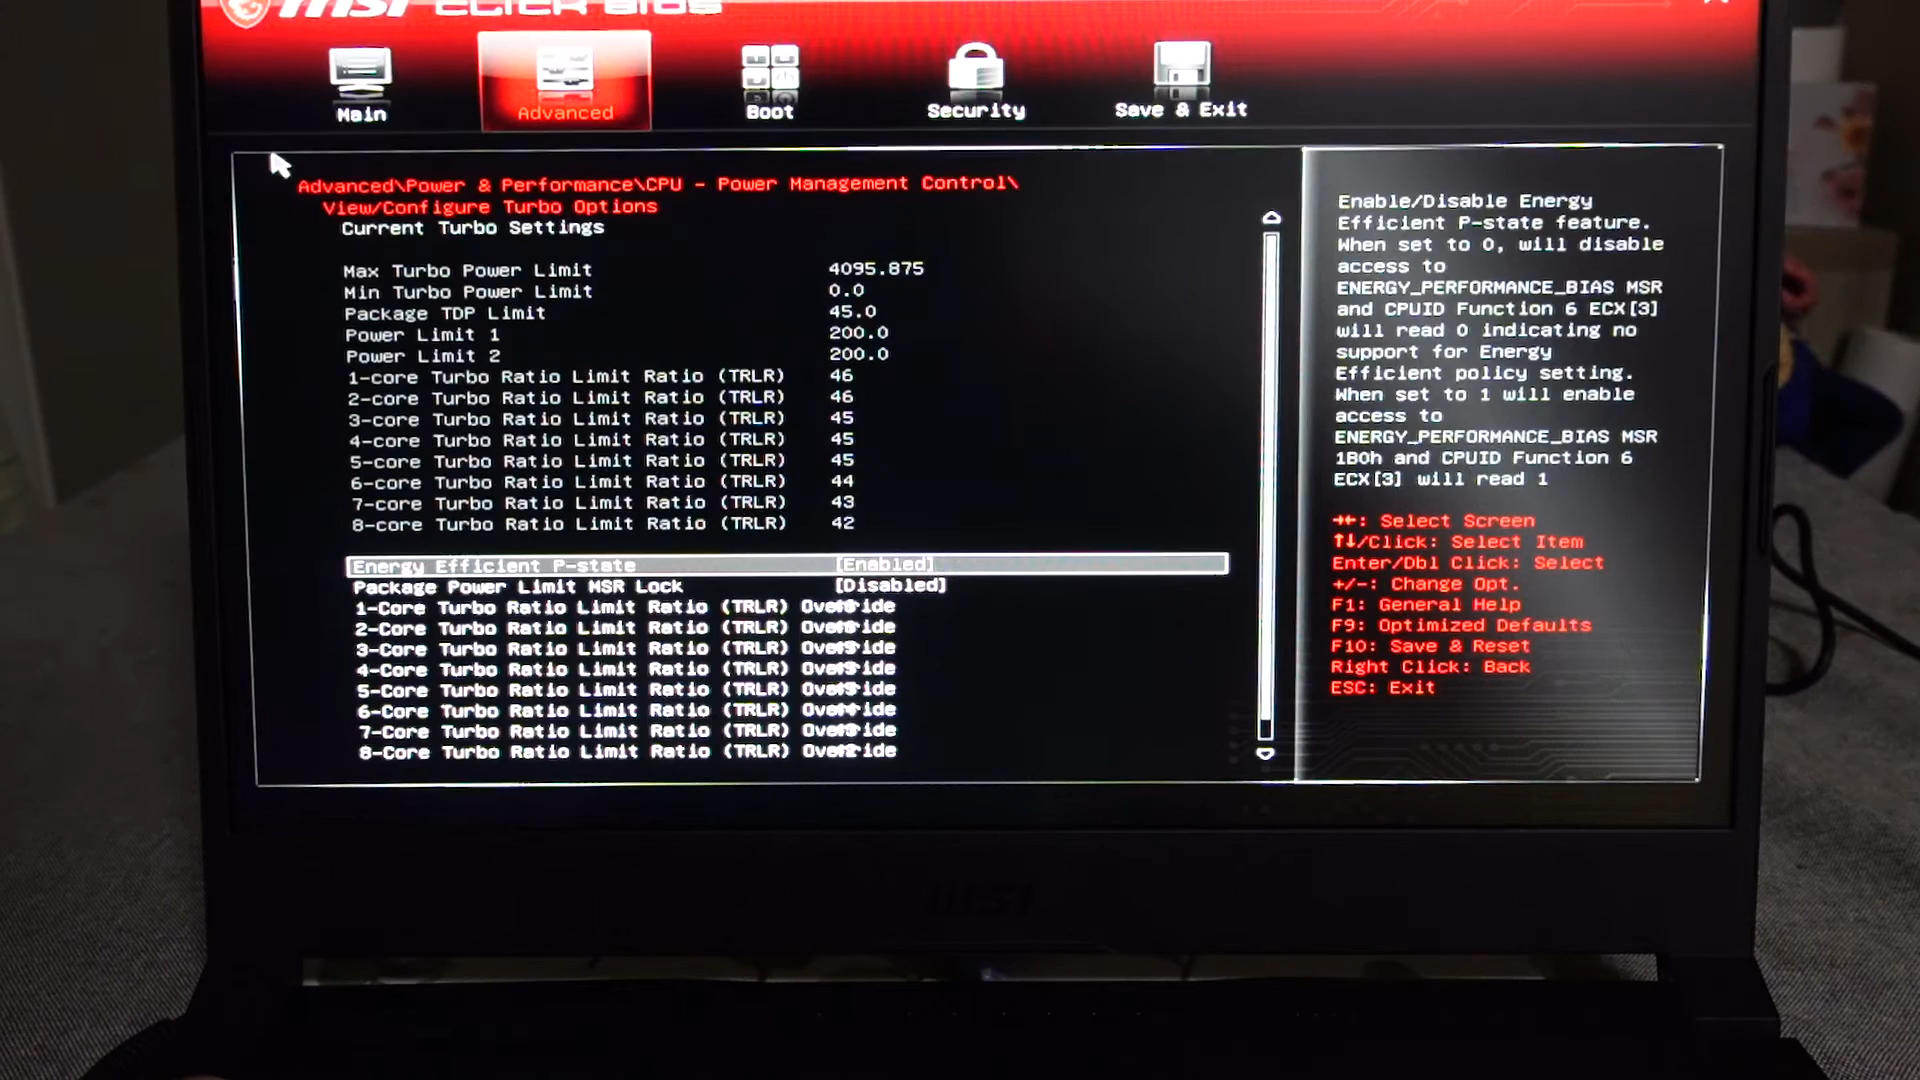 MSI CLICK BIOS
Main
Advanced
Boot
Security
Save & Exit
Advanced\Power & Performance\CPU - Power Management Control\
View/Configure Turbo Options
Current Turbo Settings
Max Turbo Power Limit 4095.875
Min Turbo Power Limit 0.0
Package TDP Limit 45.0
Power Limit 1 200.0
Power Limit 2 200.0
1-core Turbo Ratio Limit Ratio (TRLR) 46
2-core Turbo Ratio Limit Ratio (TRLR) 46
3-core Turbo Ratio Limit Ratio (TRLR) 45
4-core Turbo Ratio Limit Ratio (TRLR) 45
5-core Turbo Ratio Limit Ratio (TRLR) 45
6-core Turbo Ratio Limit Ratio (TRLR) 44
7-core Turbo Ratio Limit Ratio (TRLR) 43
8-core Turbo Ratio Limit Ratio (TRLR) 42
Energy Efficient P-state [Enabled]
Package Power Limit MSR Lock [Disabled]
1-Core Turbo Ratio Limit Ratio (TRLR) Override
2-Core Turbo Ratio Limit Ratio (TRLR) Override
3-Core Turbo Ratio Limit Ratio (TRLR) Override
4-Core Turbo Ratio Limit Ratio (TRLR) Override
5-Core Turbo Ratio Limit Ratio (TRLR) Override
6-Core Turbo Ratio Limit Ratio (TRLR) Override
7-Core Turbo Ratio Limit Ratio (TRLR) Override
8-Core Turbo Ratio Limit Ratio (TRLR) Override
Enable/Disable Energy
Efficient P-state feature.
When set to 0, will disable
access to
ENERGY_PERFORMANCE_BIAS MSR
and CPUID Function 6 ECX[3]
will read 0 indicating no
support for Energy
Efficient policy setting.
When set to 1 will enable
access to
ENERGY_PERFORMANCE_BIAS MSR
1B0h and CPUID Function 6
ECX[3] will read 1
→←: Select Screen
↑↓/Click: Select Item
Enter/Dbl Click: Select
+/-: Change Opt.
F1: General Help
F9: Optimized Defaults
F10: Save & Reset
Right Click: Back
ESC: Exit
MSI